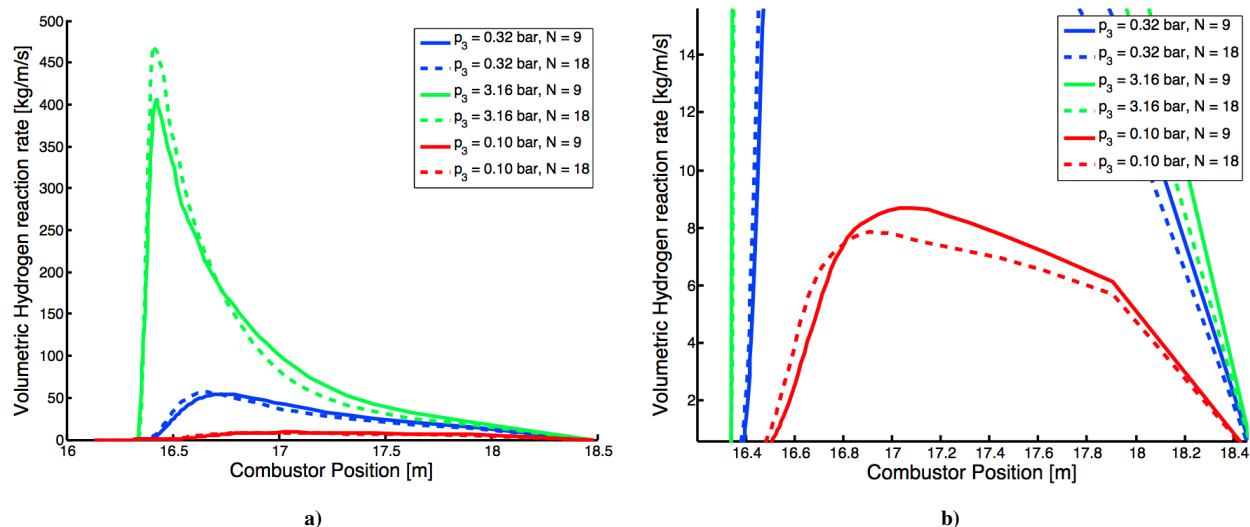 Volumetric Hydrogen reaction rate [kg/m/s]
500
450
400
350
300
250
200
150
100
50
0
16
16.5
17
17.5
18
18.5
Combustor Position [m]
p3 = 0.32 bar, N = 9
p3 = 0.32 bar, N = 18
p3 = 3.16 bar, N = 9
p3 = 3.16 bar, N = 18
p3 = 0.10 bar, N = 9
p3 = 0.10 bar, N = 18
a)
Volumetric Hydrogen reaction rate [kg/m/s]
14
12
10
8
6
4
2
16.4
16.6
16.8
17
17.2
17.4
17.6
17.8
18
18.2
18.4
Combustor Position [m]
p3 = 0.32 bar, N = 9
p3 = 0.32 bar, N = 18
p3 = 3.16 bar, N = 9
p3 = 3.16 bar, N = 18
p3 = 0.10 bar, N = 9
p3 = 0.10 bar, N = 18
b)